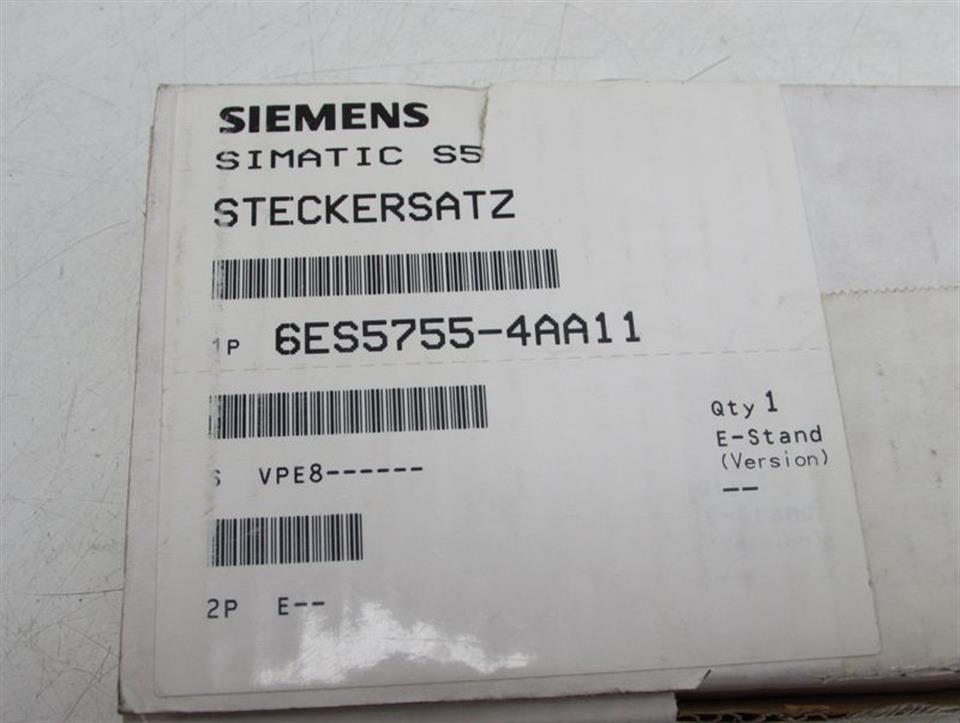 SIEMENS
SIMATIC S5
STECKERSATZ
1P 6ES5755-4AA11
Qty 1
E-Stand
(Version)
--
S VPE8------
2P E--